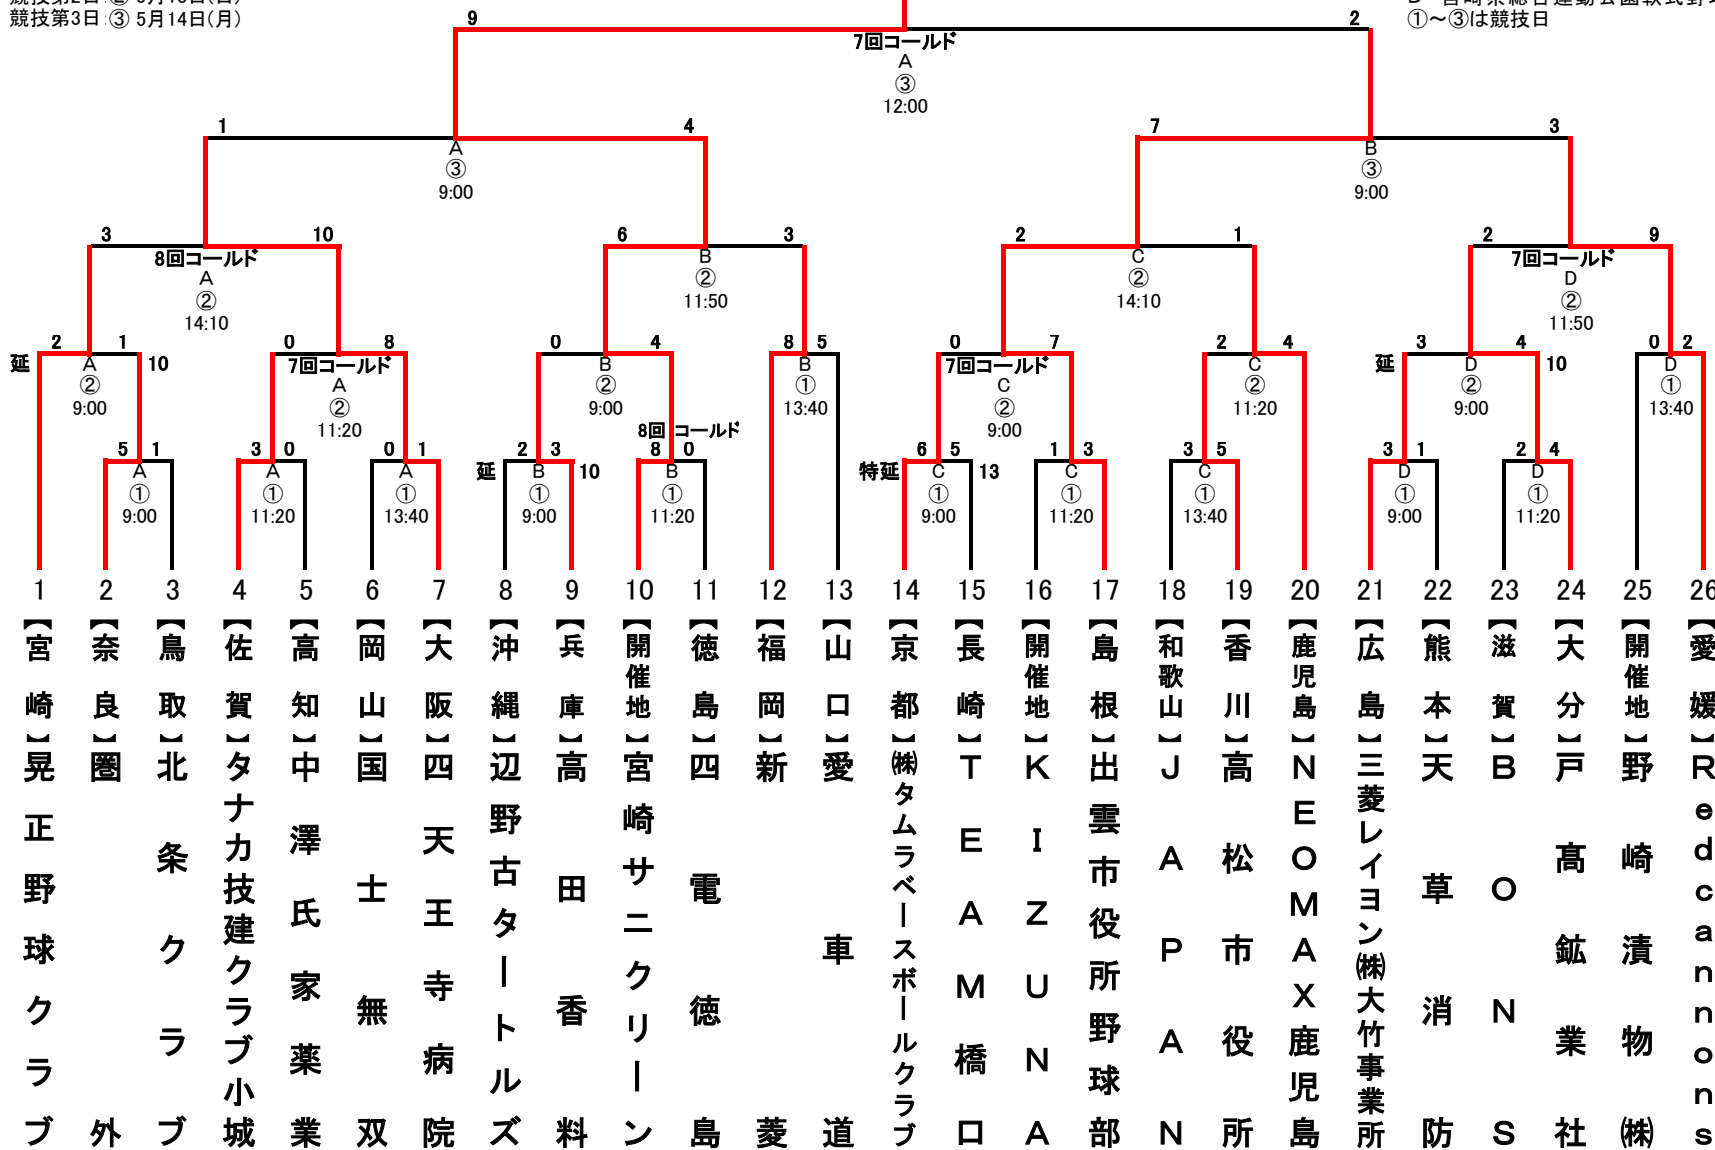 競技第3日:③ 5月14日(月)
①～③は競技日
9 2
7回コールド
A
③
12:00
1 4 7 3
A B
③ ③
9:00 9:00
3 10 6 3 2 1 2 9
8回コールド B C 7回コールド
A ② ② D
② 11:50 14:10 ②
14:10 11:50
2 1 0 8 0 4 8 5 0 7 2 4 3 4 0 2
延 A 10 7回コールド B B 7回コールド C 延 D 10 D
② A ② ① C ② ② ①
9:00 ② 9:00 13:40 ② 11:20 9:00 13:40
11:20 9:00
8回コールド
5 1 3 0 0 1 2 3 8 0 6 5 1 3 3 5 3 1 2 4
A A A 延 B 10 B 特延 C 13 C C D D
① ① ① ① ① ① ① ① ① ①
9:00 11:20 13:40 9:00 11:20 9:00 11:20 13:40 9:00 11:20
1 2 3 4 5 6 7 8 9 10 11 12 13 14 15 16 17 18 19 20 21 22 23 24 25 26
【宮崎】晃正野球クラブ
【奈良】圏外
【鳥取】北条クラブ
【佐賀】タナカ技建クラブ小城
【高知】中澤氏家薬業
【岡山】国士無双
【大阪】四天王寺病院
【沖縄】辺野古タートルズ
【兵庫】高田香料
【開催地】宮崎サニクリーン
【徳島】四電徳島
【福岡】新菱
【山口】愛車道
【京都】㈱タムラベースボールクラブ
【長崎】TEAM橋口
【開催地】KIZUNA
【島根】出雲市役所野球部
【和歌山】JAPAN
【香川】高松市役所
【鹿児島】NEOMAX鹿児島
【広島】三菱レイヨン㈱大竹事業所
【熊本】天草消防
【滋賀】BONS
【大分】戸髙鉱業社
【開催地】野崎漬物㈱
【愛媛】Redcannons